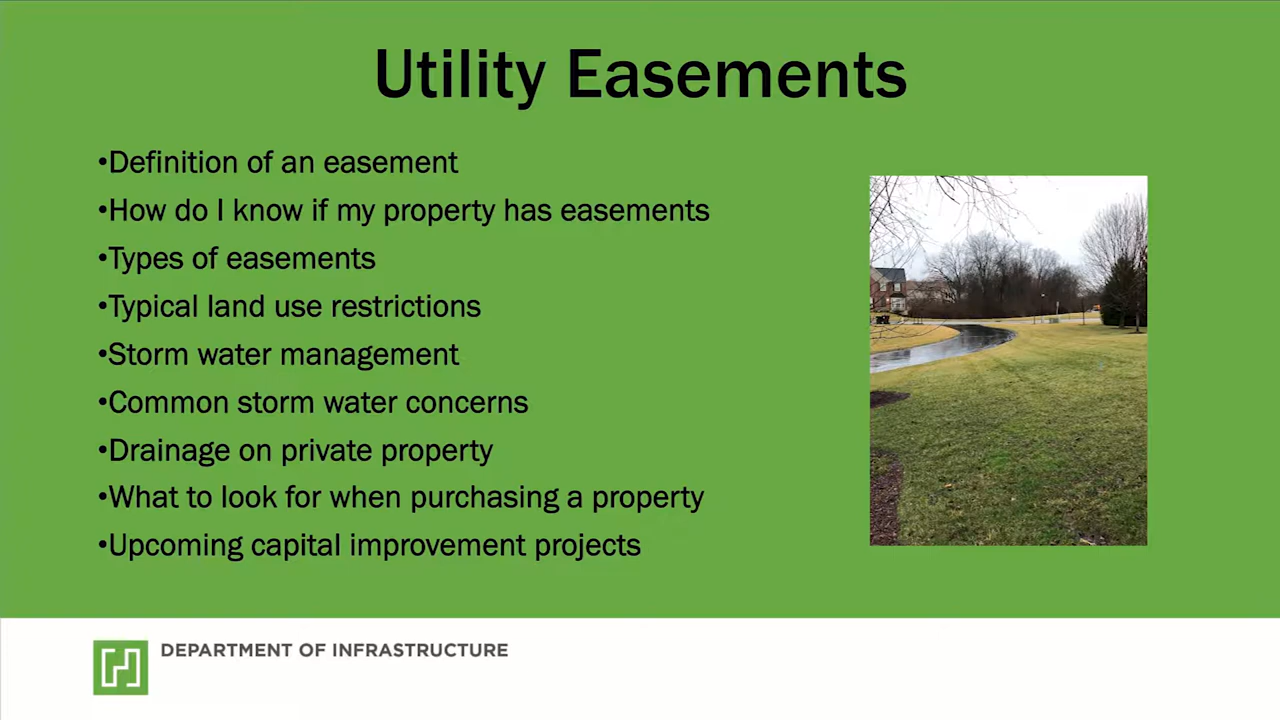 Utility Easements
•Definition of an easement
•How do I know if my property has easements
•Types of easements
•Typical land use restrictions
•Storm water management
•Common storm water concerns
•Drainage on private property
•What to look for when purchasing a property
•Upcoming capital improvement projects
DEPARTMENT OF INFRASTRUCTURE